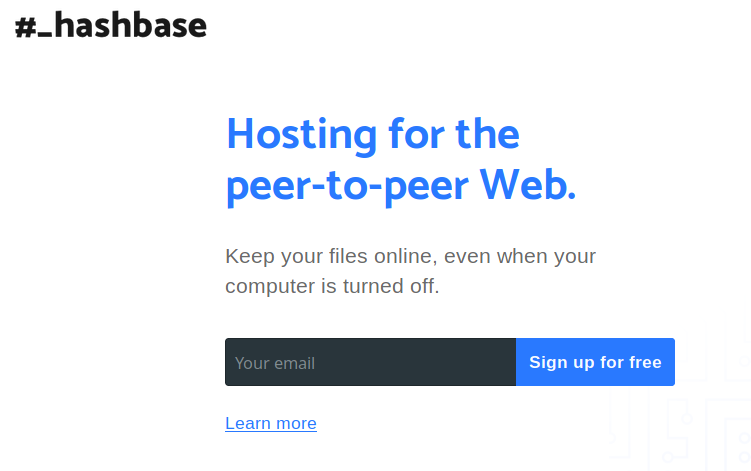 #_hashbase
Hosting for the
peer-to-peer Web.
Keep your files online, even when your
computer is turned off.
Your email
Sign up for free
Learn more